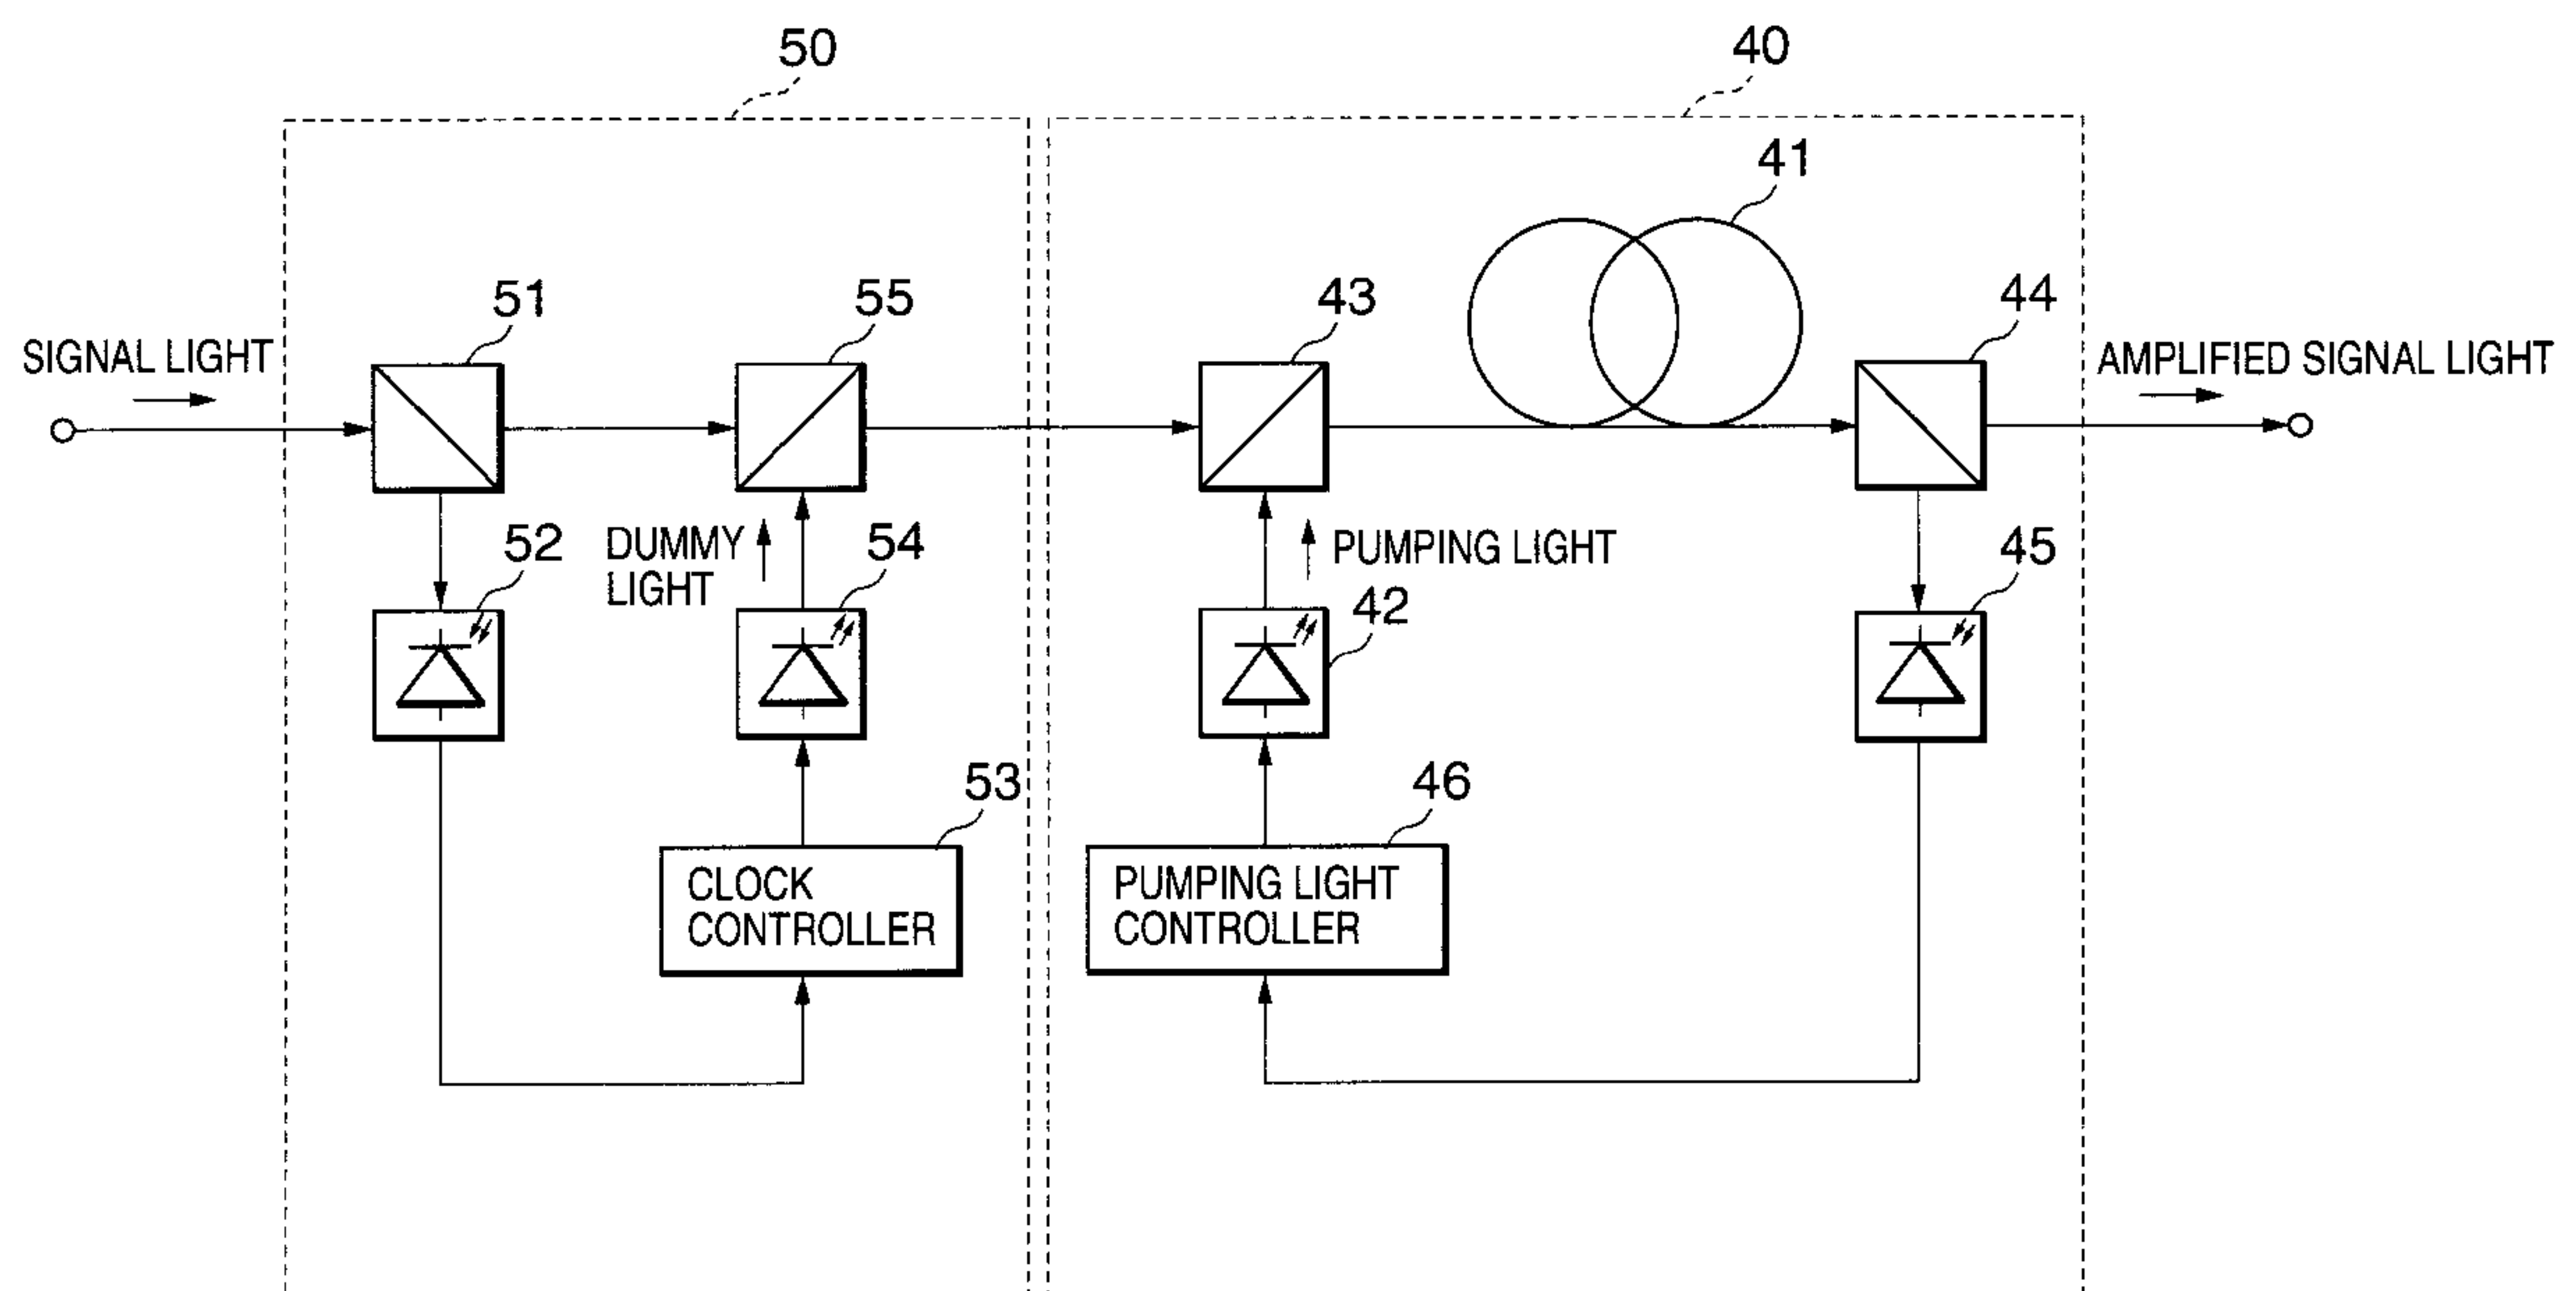 50
40
41
51
55
43
44
SIGNAL LIGHT
AMPLIFIED SIGNAL LIGHT
52
DUMMY
LIGHT
54
PUMPING LIGHT
45
42
53
46
CLOCK
CONTROLLER
PUMPING LIGHT
CONTROLLER